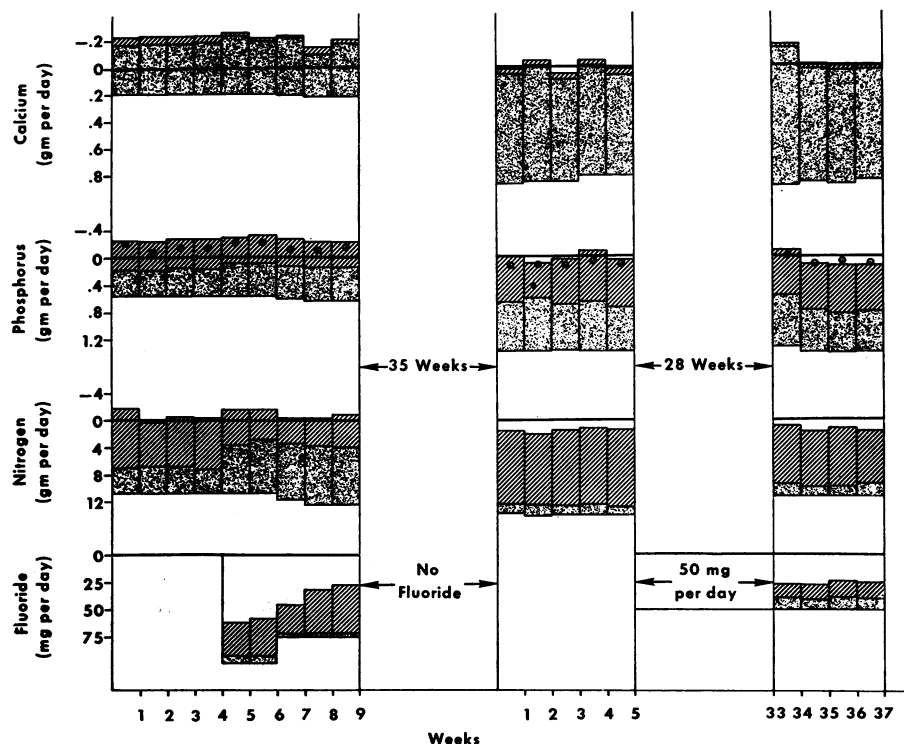 Calcium
(gm per day)
−.2
0
.2
.4
.6
.8
Phosphorus
(gm per day)
−.4
0
.4
.8
1.2
Nitrogen
(gm per day)
−4
0
4
8
12
Fluoride
(mg per day)
0
25
50
75
35 Weeks
28 Weeks
No
Fluoride
50 mg
per day
1 2 3 4 5 6 7 8 9
1 2 3 4 5
33 34 35 36 37
Weeks